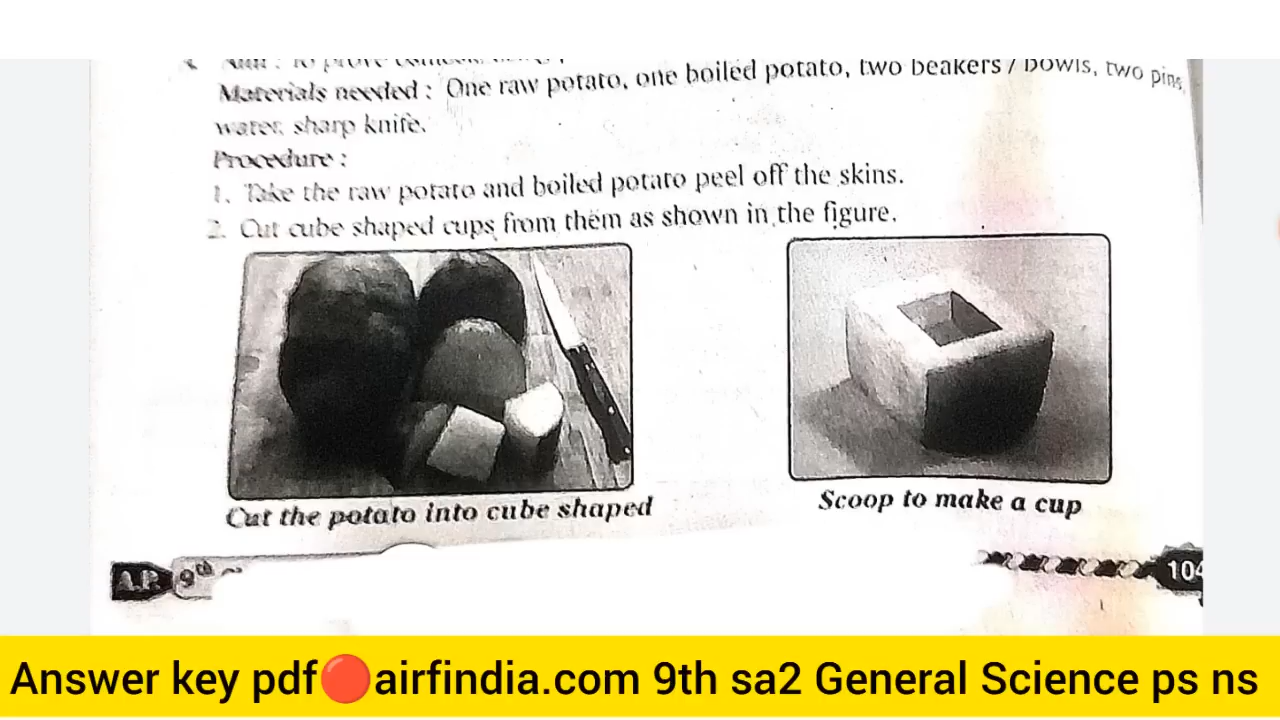 Materials needed : One raw potato, one boiled potato, two beakers / bowls, two pins,
water, sharp knife.
Procedure :
1. Take the raw potato and boiled potato peel off the skins.
2. Cut cube shaped cups from them as shown in the figure.
Cut the potato into cube shaped
Scoop to make a cup
A.P. 9th
104
Answer key pdf🔴airfindia.com 9th sa2 General Science ps ns